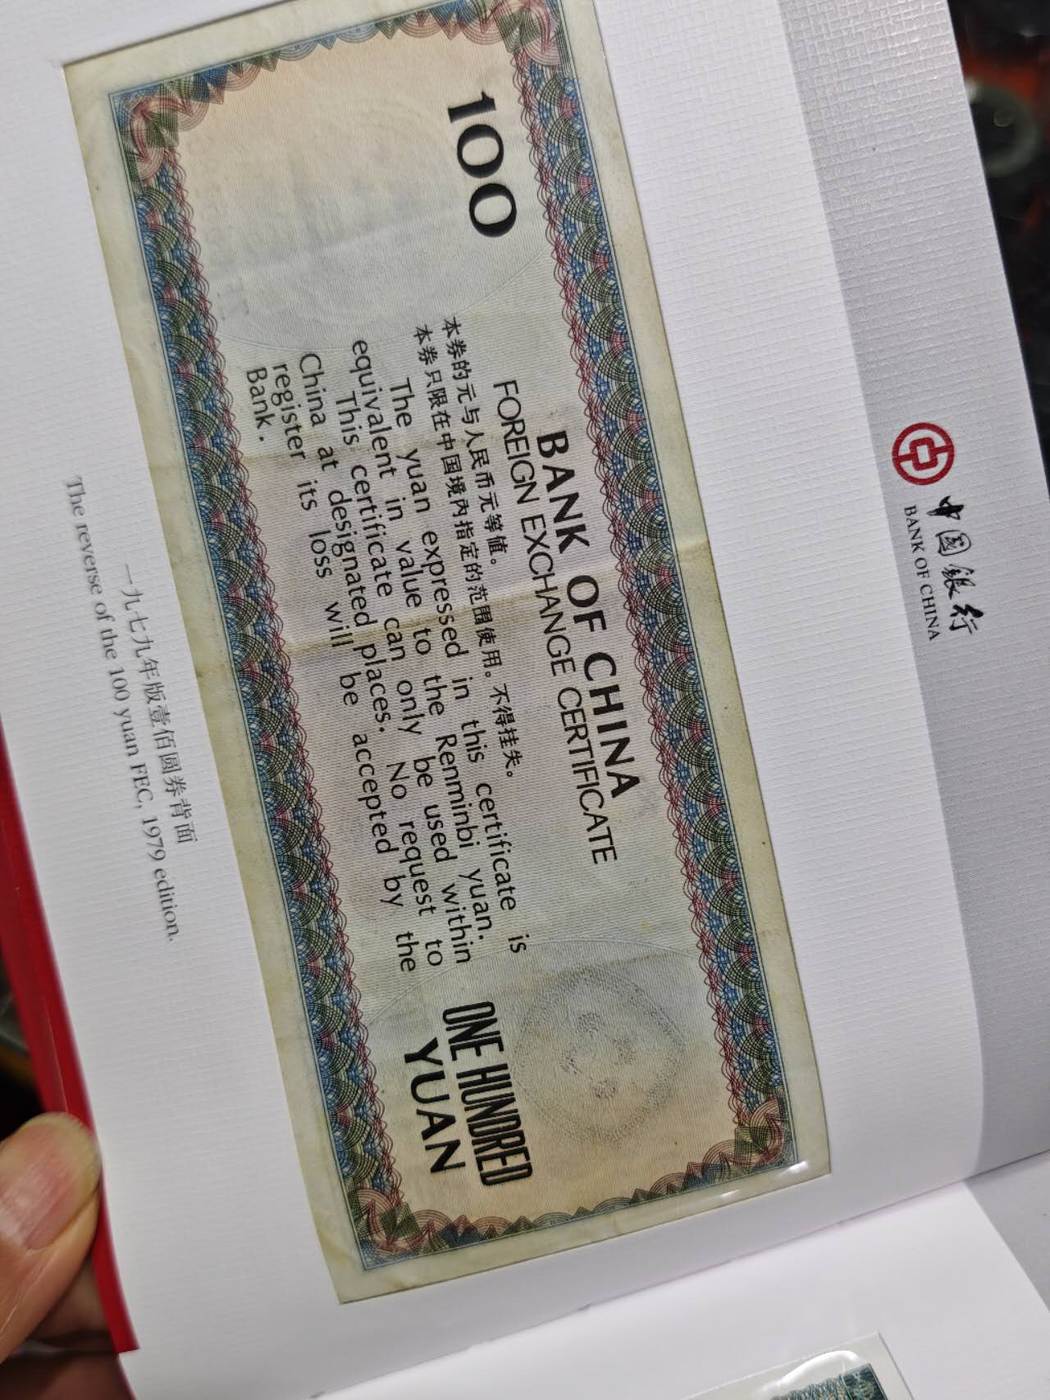 中国银行
BANK OF CHINA
BANK OF CHINA
FOREIGN EXCHANGE CERTIFICATE
100
本券的元与人民币元等值。
本券只限在中国境内指定的范围使用。不得挂失。
The yuan expressed in this certificate is
equivalent in value to the Renminbi yuan.
This certificate can only be used within
China at designated places. No request to
register its loss will be accepted by the
Bank.
ONE HUNDRED
YUAN
一九七九年版壹佰圆券背面
The reverse of the 100 yuan FEC, 1979 edition.